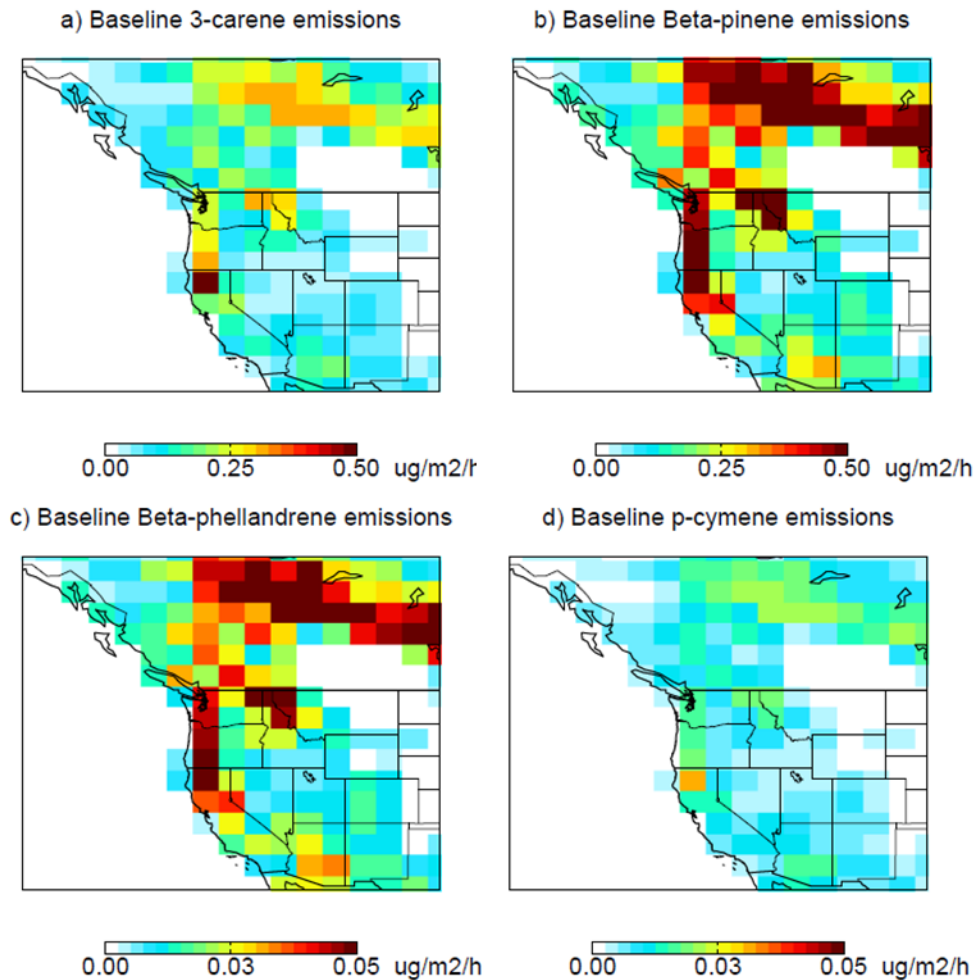 a) Baseline 3-carene emissions
b) Baseline Beta-pinene emissions
0.00 0.25 0.50 ug/m2/h
0.00 0.25 0.50 ug/m2/h
c) Baseline Beta-phellandrene emissions
d) Baseline p-cymene emissions
0.00 0.03 0.05 ug/m2/h
0.00 0.03 0.05 ug/m2/h